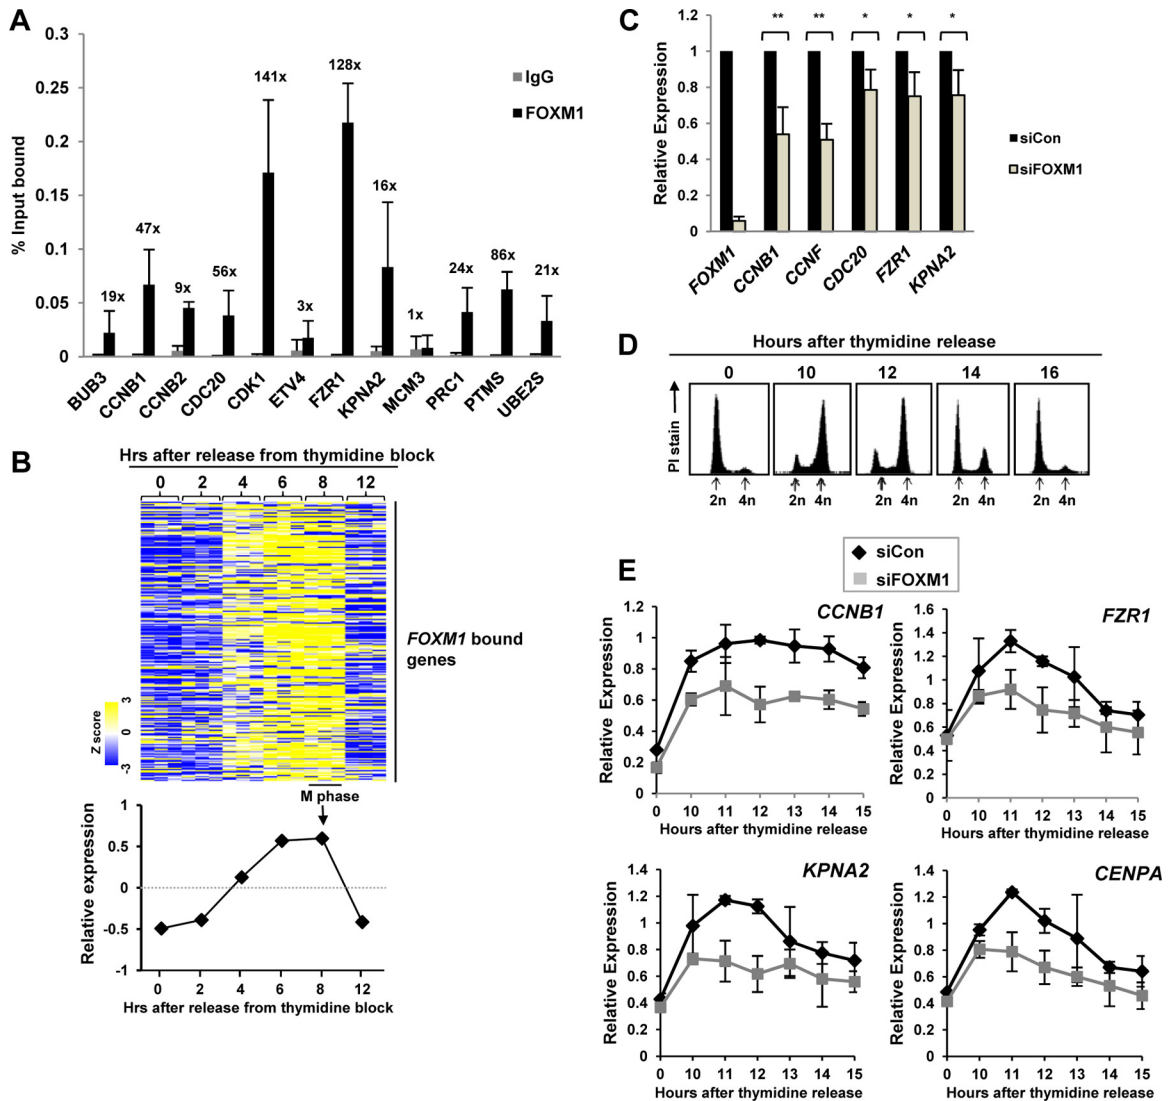 A
% Input bound
0.3
0.25
0.2
0.15
0.1
0.05
0
19x
47x
9x
56x
141x
3x
128x
16x
1x
24x
86x
21x
IgG
FOXM1
BUB3
CCNB1
CCNB2
CDC20
CDK1
ETV4
FZR1
KPNA2
MCM3
PRC1
PTMS
UBE2S
B
Hrs after release from thymidine block
0 2 4 6 8 12
FOXM1 bound
genes
Z score
3
0
-3
M phase
Relative expression
1
0.5
0
-0.5
-1
0 2 4 6 8 12
Hrs after release from thymidine block
C
Relative Expression
1.2
1
0.8
0.6
0.4
0.2
0
** ** * * *
siCon
siFOXM1
FOXM1
CCNB1
CCNF
CDC20
FZR1
KPNA2
D
Hours after thymidine release
0 10 12 14 16
PI stain
2n 4n 2n 4n 2n 4n 2n 4n 2n 4n
E
siCon
siFOXM1
CCNB1
Relative Expression
1.2
1
0.8
0.6
0.4
0.2
0
0 10 11 12 13 14 15
Hours after thymidine release
FZR1
Relative Expression
1.6
1.4
1.2
1
0.8
0.6
0.4
0.2
0
0 10 11 12 13 14 15
Hours after thymidine release
KPNA2
Relative Expression
1.4
1.2
1
0.8
0.6
0.4
0.2
0
0 10 11 12 13 14 15
Hours after thymidine release
CENPA
Relative Expression
1.4
1.2
1
0.8
0.6
0.4
0.2
0
0 10 11 12 13 14 15
Hours after thymidine release